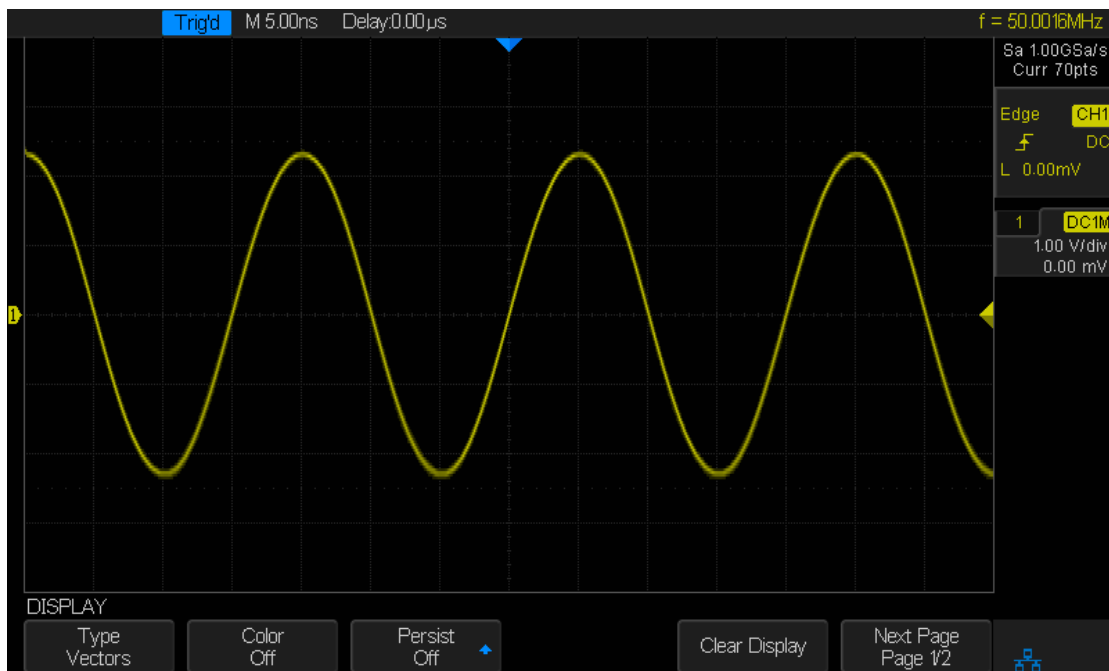 Trig'd M 5.00ns Delay:0.00µs f = 50.0016MHz
Sa 1.00GSa/s
Curr 70pts
Edge CH1
DC
L 0.00mV
1 DC1M
1.00 V/div
0.00 mV
1
DISPLAY
Type
Vectors
Color
Off
Persist
Off
Clear Display
Next Page
Page 1/2